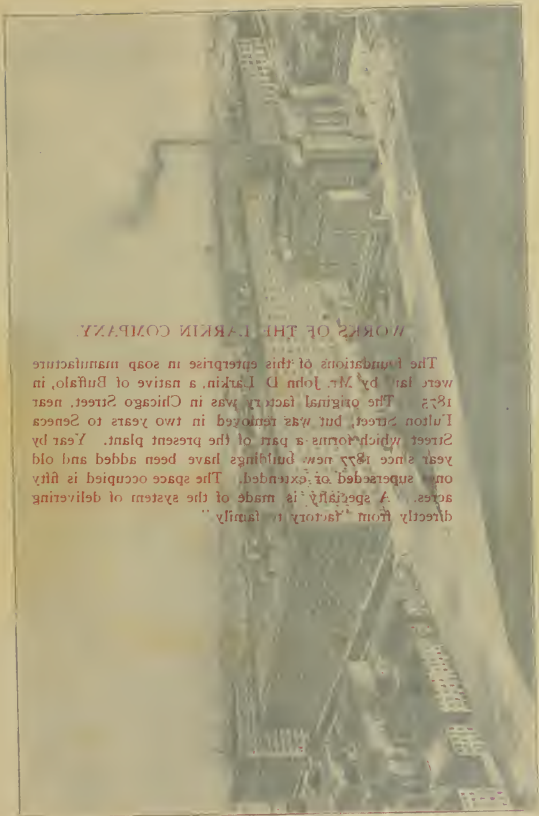 WORKS OF THE LARKIN COMPANY.
The foundations of this enterprise in soap manufacture
were laid by Mr. John D. Larkin, a native of Buffalo, in
1875. The original factory was in Chicago Street, near
Fulton Street, but was removed in two years to Seneca
Street which forms a part of the present plant. Year by
year since 1877 new buildings have been added and old
ones superseded or extended. The space occupied is fifty
acres. A specialty is made of the system of delivering
directly from "factory to family."